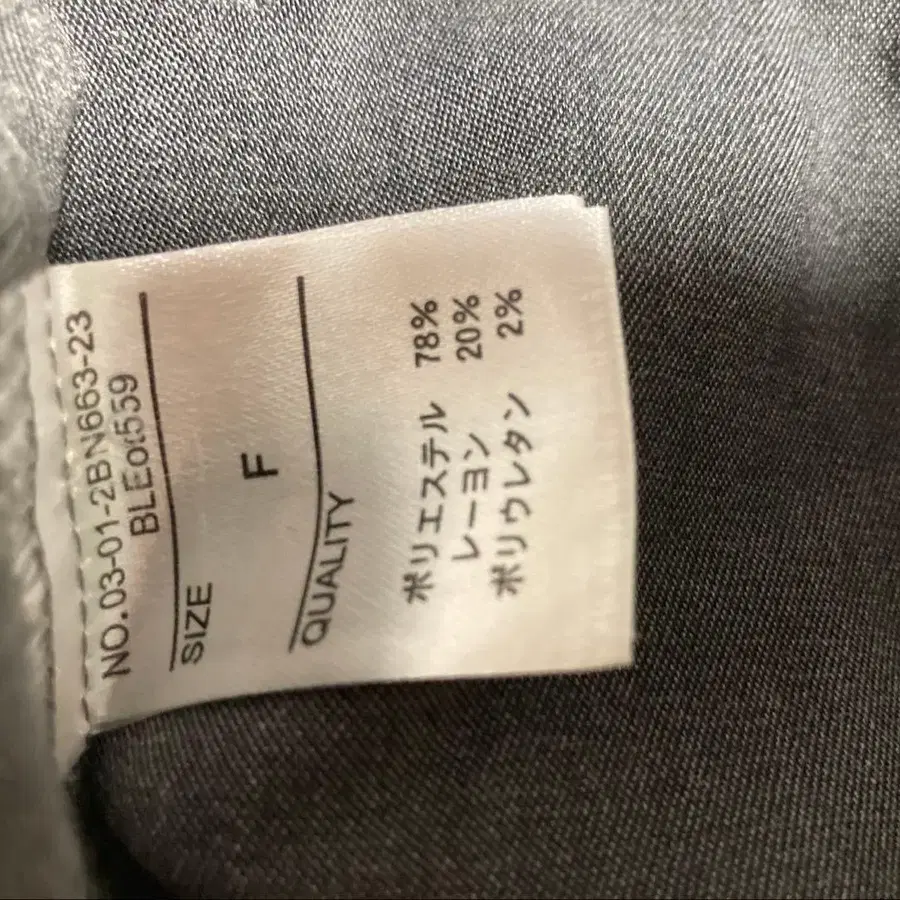 NO.03-01-2BN663-23
BLEα559
SIZE
F
QUALITY
ポリエステル 78%
レーヨン 20%
ポリウレタン 2%